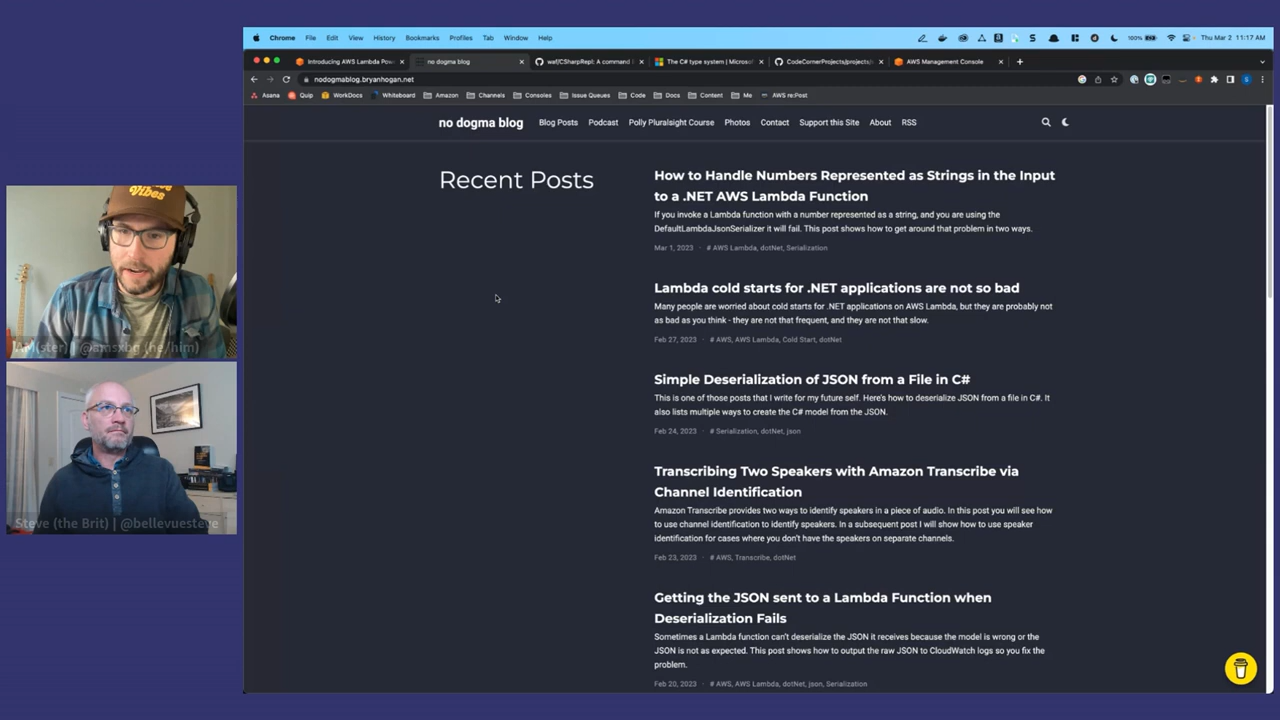 Chrome File Edit View History Bookmarks Profiles Tab Window Help
100% Thu Mar 2 11:17 AM
Introducing AWS Lambda Pow
no dogma blog
waf/CSharpRepl: A command
The C# type system | Microsof
CodeCornerProjects/projects/
AWS Management Console
nodogmablog.bryanhogan.net
Asana Quip WorkDocs Whiteboard Amazon Channels Consoles Issue Queues Code Docs Content Me AWS re:Post
no dogma blog Blog Posts Podcast Polly Pluralsight Course Photos Contact Support this Site About RSS
Recent Posts
How to Handle Numbers Represented as Strings in the Input
to a .NET AWS Lambda Function
If you invoke a Lambda function with a number represented as a string, and you are using the
DefaultLambdaJsonSerializer it will fail. This post shows how to get around that problem in two ways.
Mar 1, 2023 · # AWS Lambda, dotNet, Serialization
Lambda cold starts for .NET applications are not so bad
Many people are worried about cold starts for .NET applications on AWS Lambda, but they are probably not
as bad as you think - they are not that frequent, and they are not that slow.
Feb 27, 2023 · # AWS, AWS Lambda, Cold Start, dotNet
Simple Deserialization of JSON from a File in C#
This is one of those posts that I write for my future self. Here's how to deserialize JSON from a file in C#. It
also lists multiple ways to create the C# model from the JSON.
Feb 24, 2023 · # Serialization, dotNet, json
Transcribing Two Speakers with Amazon Transcribe via
Channel Identification
Amazon Transcribe provides two ways to identify speakers in a piece of audio. In this post you will see how
to use channel identification to identify speakers. In a subsequent post I will show how to use speaker
identification for cases where you don't have the speakers on separate channels.
Feb 23, 2023 · # AWS, Transcribe, dotNet
Getting the JSON sent to a Lambda Function when
Deserialization Fails
Sometimes a Lambda function can't deserialize the JSON it receives because the model is wrong or the
JSON is not as expected. This post shows how to output the raw JSON to CloudWatch logs so you fix the
problem.
Feb 20, 2023 · # AWS, AWS Lambda, dotNet, json, Serialization
VIBES
AM(ster) | @amsxbg (he/him)
Steve (the Brit) | @bellevuesteve